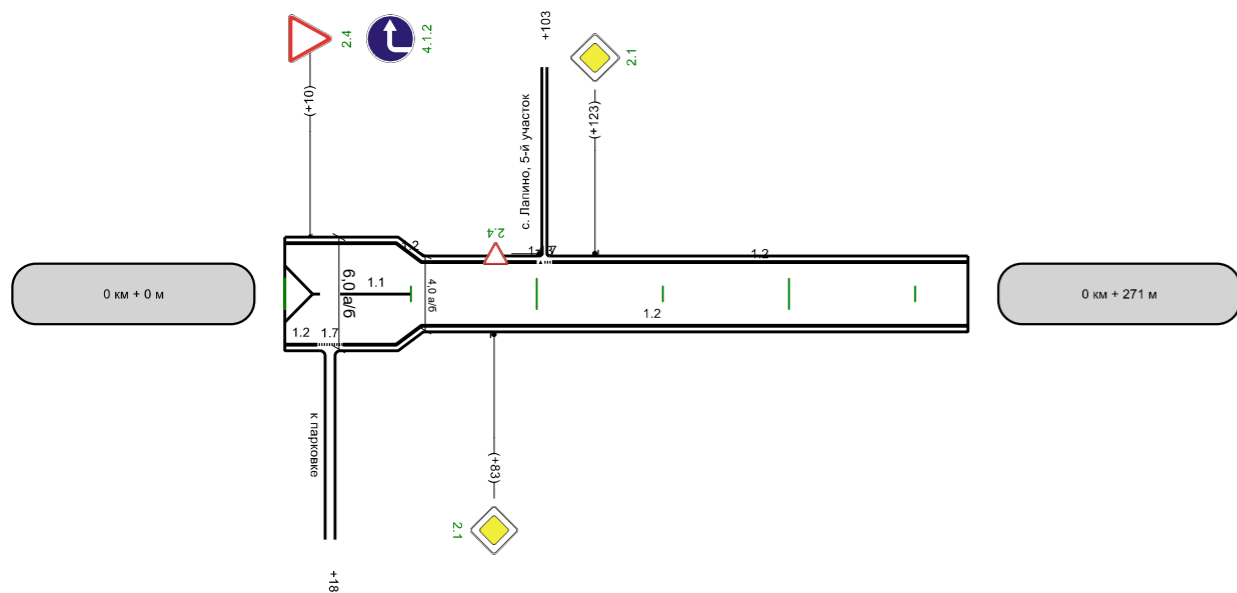 2.4
4.1.2
+103
2.1
(+10)
(+123)
с. Лапино, 5-й участок
2.4
1.2
1.7
1.2
0 км + 0 м
6,0 а/б
1.1
4,0 а/б
1.2
0 км + 271 м
1.2
1.7
к парковке
(+83)
2.1
+18